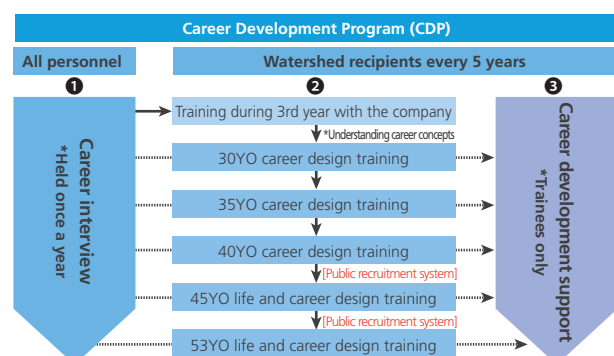 Career Development Program (CDP)
All personnel
Watershed recipients every 5 years
❶
❷
❸
Career interview
*Held once a year
Training during 3rd year with the company
*Understanding career concepts
30YO career design training
35YO career design training
40YO career design training
[Public recruitment system]
45YO life and career design training
[Public recruitment system]
53YO life and career design training
Career development support
*Trainees only